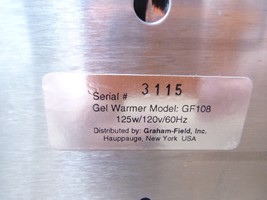 Serial # 3115
Gel Warmer Model: GF108
125w/120v/60Hz
Distributed by: Graham-Field, Inc.
Hauppauge, New York USA